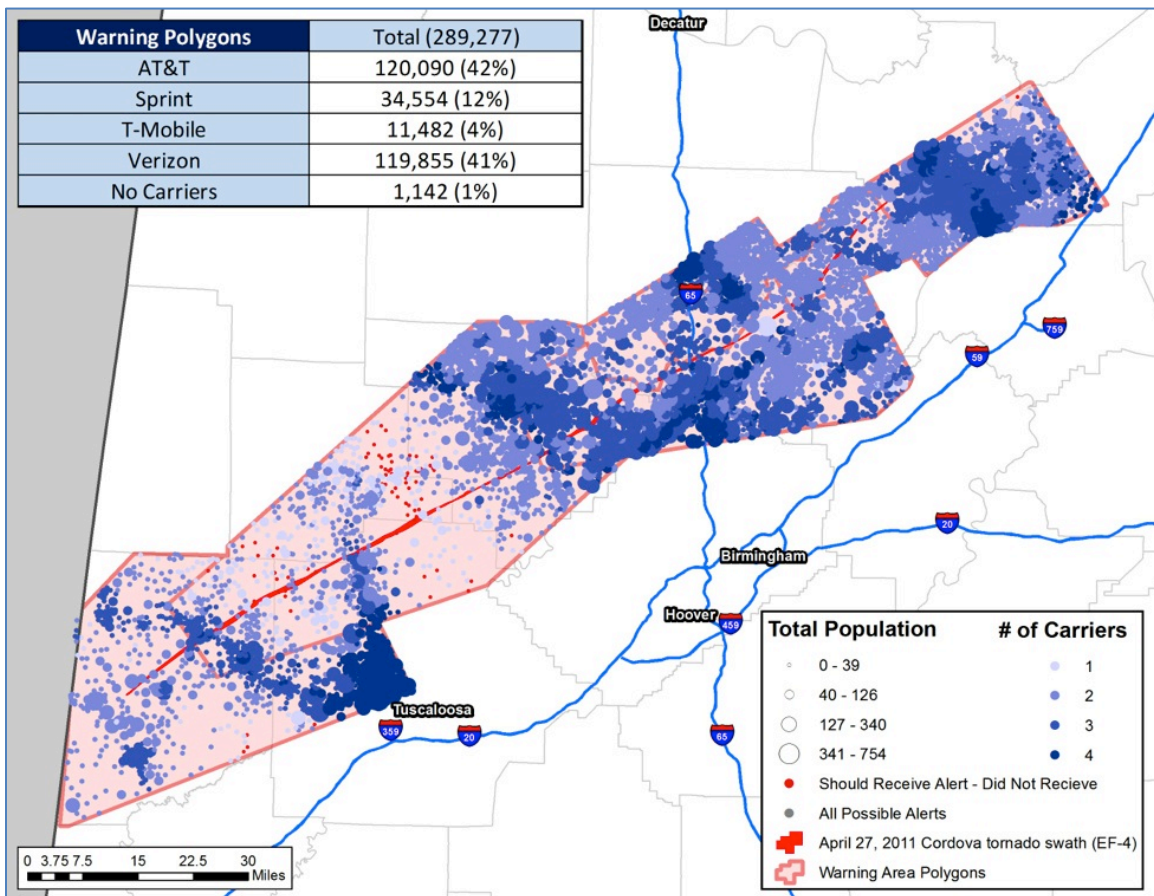 Warning Polygons Total (289,277)
AT&T 120,090 (42%)
Sprint 34,554 (12%)
T-Mobile 11,482 (4%)
Verizon 119,855 (41%)
No Carriers 1,142 (1%)
Decatur
65
759
59
20
Birmingham
Hoover
459
Tuscaloosa
359
20
65
Total Population # of Carriers
0 - 39 1
40 - 126 2
127 - 340 3
341 - 754 4
Should Receive Alert - Did Not Recieve
All Possible Alerts
April 27, 2011 Cordova tornado swath (EF-4)
Warning Area Polygons
0 3.75 7.5 15 22.5 30
Miles